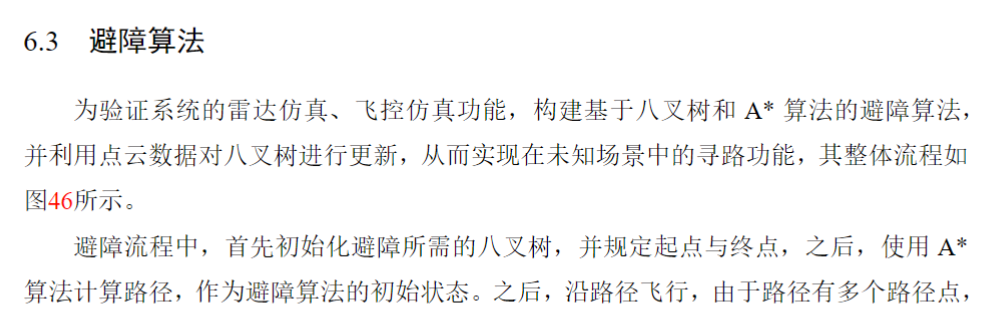 6.3 避障算法
为验证系统的雷达仿真、飞控仿真功能，构建基于八叉树和 A* 算法的避障算法，
并利用点云数据对八叉树进行更新，从而实现在未知场景中的寻路功能，其整体流程如
图46所示。
避障流程中，首先初始化避障所需的八叉树，并规定起点与终点，之后，使用 A*
算法计算路径，作为避障算法的初始状态。之后，沿路径飞行，由于路径有多个路径点，